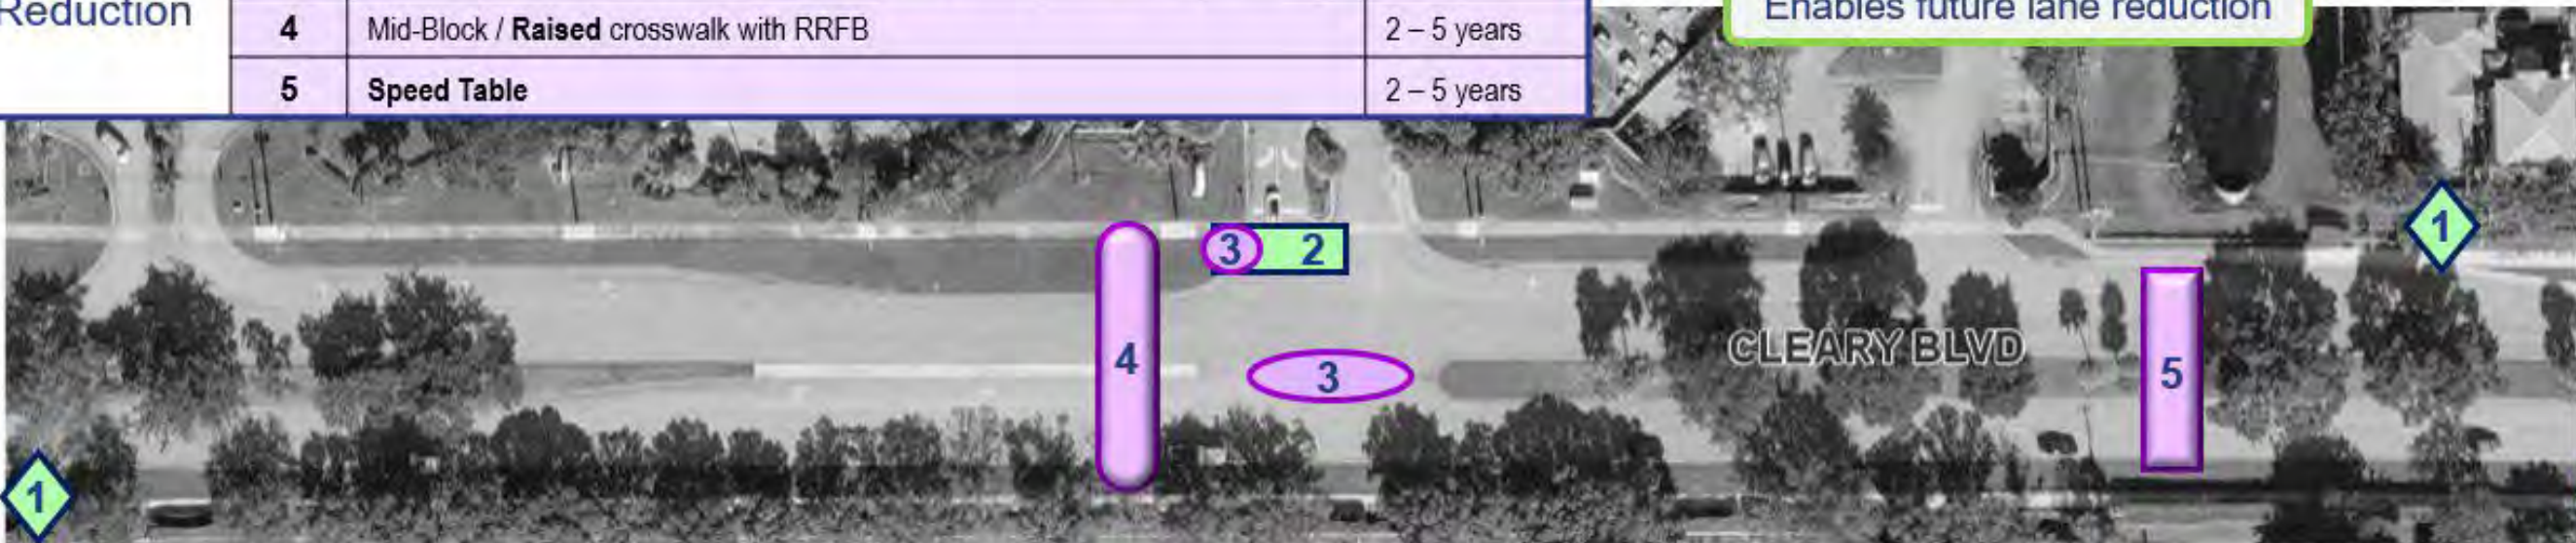 Reduction
4 Mid-Block / Raised crosswalk with RRFB 2 – 5 years
5 Speed Table 2 – 5 years
Enables future lane reduction
1
3 2
4
3
CLEARY BLVD
5
1